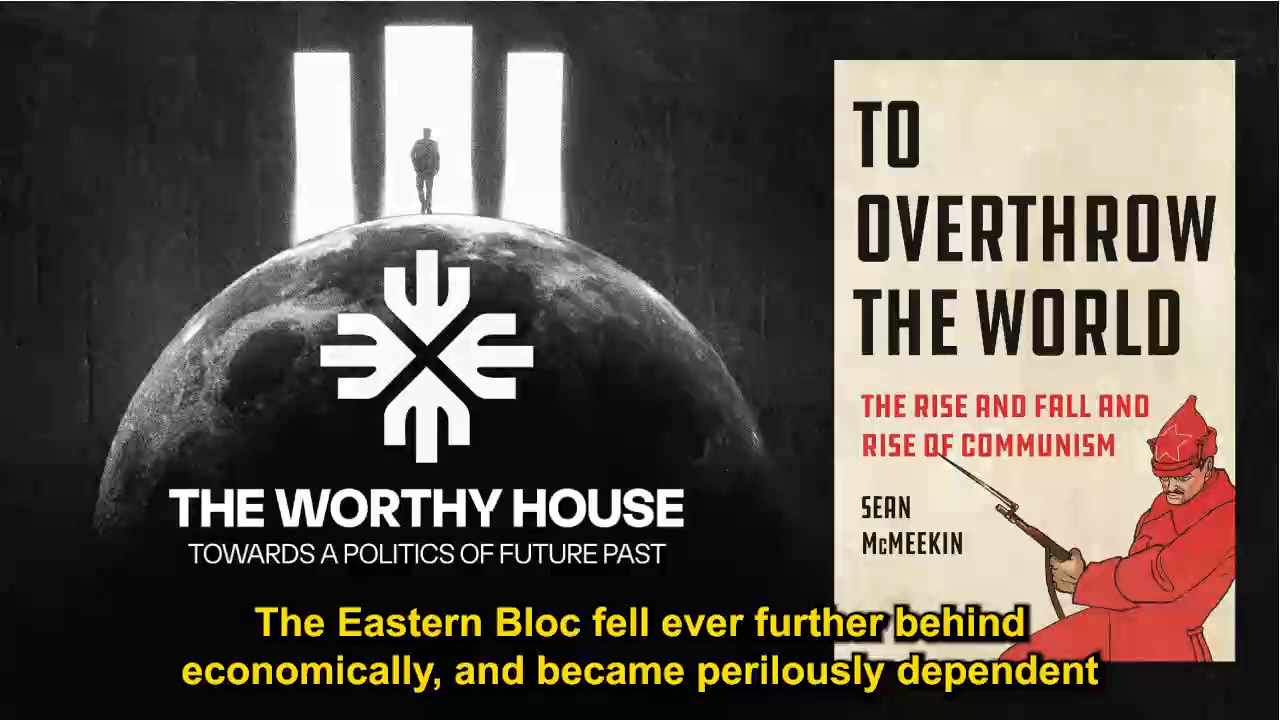 THE WORTHY HOUSE
TOWARDS A POLITICS OF FUTURE PAST
TO
OVERTHROW
THE WORLD
THE RISE AND FALL AND
RISE OF COMMUNISM
SEAN
McMEEKIN
The Eastern Bloc fell ever further behind
economically, and became perilously dependent